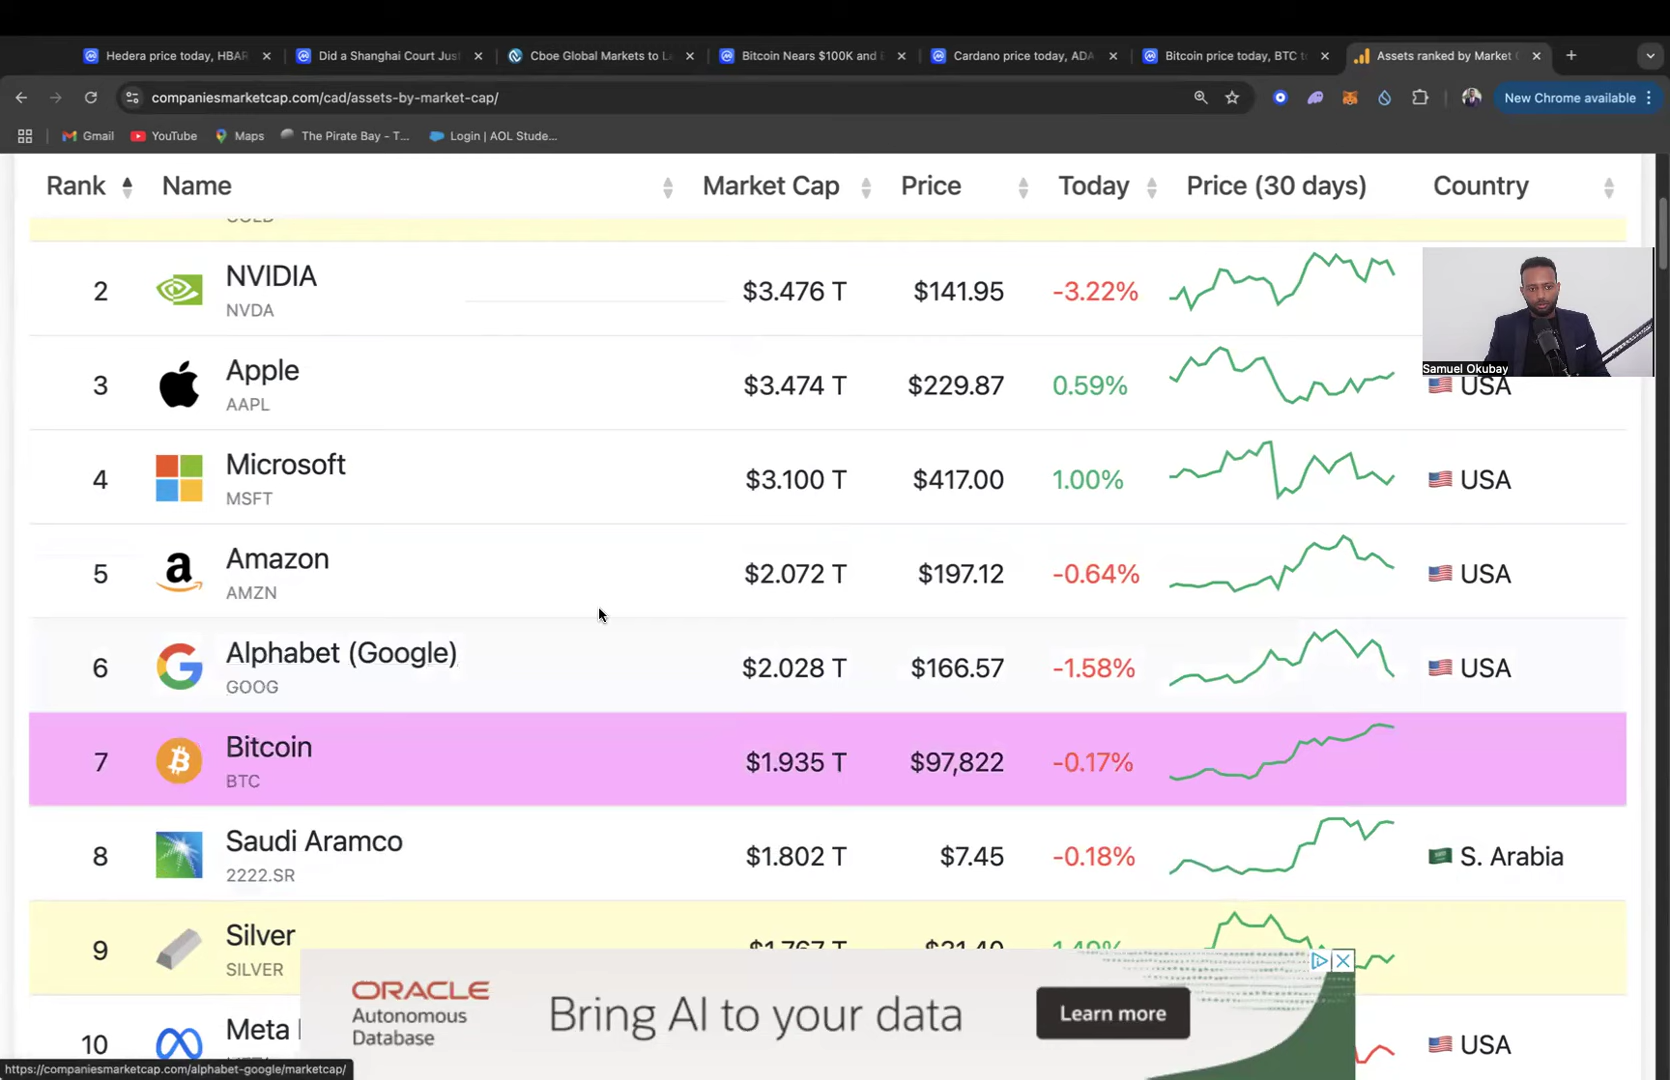 Hedera price today, HBAR
Did a Shanghai Court Jus
Cboe Global Markets to L
Bitcoin Nears $100K and
Cardano price today, ADA
Bitcoin price today, BTC t
Assets ranked by Market
companiesmarketcap.com/cad/assets-by-market-cap/
New Chrome available
Gmail
YouTube
Maps
The Pirate Bay - T...
Login | AOL Stude...
Rank Name Market Cap Price Today Price (30 days) Country
2 NVIDIA $3.476 T $141.95 -3.22%
NVDA
Samuel Okubay
3 Apple $3.474 T $229.87 0.59% USA
AAPL
4 Microsoft $3.100 T $417.00 1.00% USA
MSFT
5 Amazon $2.072 T $197.12 -0.64% USA
AMZN
6 Alphabet (Google) $2.028 T $166.57 -1.58% USA
GOOG
7 Bitcoin $1.935 T $97,822 -0.17%
BTC
8 Saudi Aramco $1.802 T $7.45 -0.18% S. Arabia
2222.SR
9 Silver
SILVER
ORACLE
Autonomous
Database
Bring AI to your data
Learn more
10 Meta USA
https://companiesmarketcap.com/alphabet-google/marketcap/